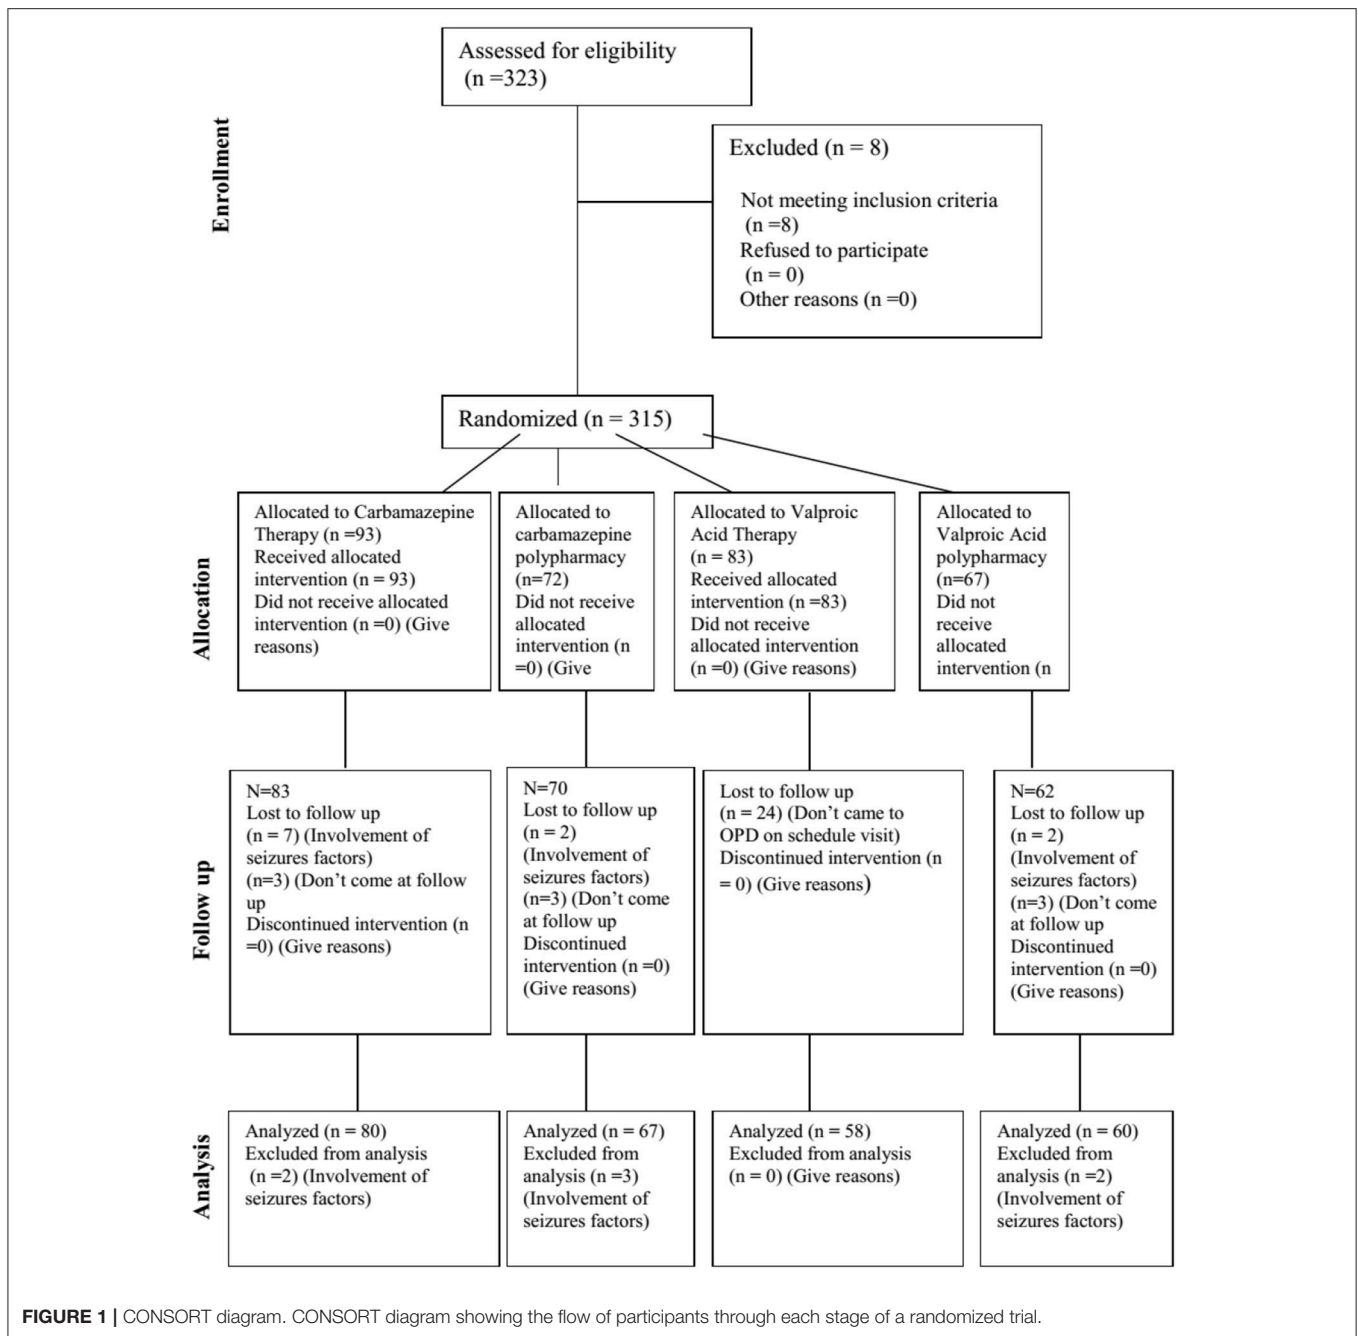 Enrollment
Assessed for eligibility
(n =323)
Excluded (n = 8)
Not meeting inclusion criteria
(n =8)
Refused to participate
(n = 0)
Other reasons (n =0)
Randomized (n = 315)
Allocation
Allocated to Carbamazepine
Therapy (n =93)
Received allocated
intervention (n = 93)
Did not receive allocated
intervention (n =0) (Give
reasons)
Allocated to
carbamazepine
polypharmacy
(n=72)
Did not receive
allocated
intervention (n
=0) (Give
Allocated to Valproic
Acid Therapy
(n = 83)
Received allocated
intervention (n =83)
Did not receive
allocated intervention
(n =0) (Give reasons)
Allocated to
Valproic Acid
polypharmacy
(n=67)
Did not
receive
allocated
intervention (n
Follow up
N=83
Lost to follow up
(n = 7) (Involvement of
seizures factors)
(n=3) (Don't come at follow
up
Discontinued intervention (n
=0) (Give reasons)
N=70
Lost to follow up
(n = 2)
(Involvement of
seizures factors)
(n=3) (Don't come
at follow up
Discontinued
intervention (n =0)
(Give reasons)
Lost to follow up
(n = 24) (Don't came to
OPD on schedule visit)
Discontinued intervention (n
= 0) (Give reasons)
N=62
Lost to follow up
(n = 2)
(Involvement of
seizures factors)
(n=3) (Don't come
at follow up
Discontinued
intervention (n =0)
(Give reasons)
Analysis
Analyzed (n = 80)
Excluded from analysis
(n =2) (Involvement of
seizures factors)
Analyzed (n = 67)
Excluded from
analysis (n =3)
(Involvement of
seizures factors)
Analyzed (n = 58)
Excluded from analysis
(n = 0) (Give reasons)
Analyzed (n = 60)
Excluded from
analysis (n =2)
(Involvement of
seizures factors)
FIGURE 1 | CONSORT diagram. CONSORT diagram showing the flow of participants through each stage of a randomized trial.